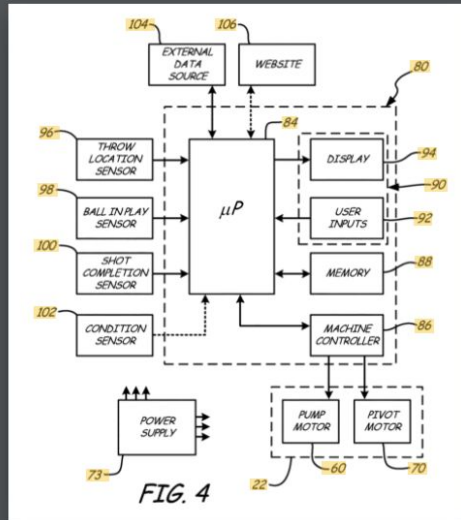 104
106
EXTERNAL
DATA
SOURCE
WEBSITE
80
96
84
THROW
LOCATION
SENSOR
DISPLAY
94
90
98
BALL IN PLAY
SENSOR
μP
USER
INPUTS
92
100
SHOT
COMPLETION
SENSOR
MEMORY
88
102
CONDITION
SENSOR
MACHINE
CONTROLLER
86
POWER
SUPPLY
PUMP
MOTOR
PIVOT
MOTOR
73
FIG. 4
22
60
70